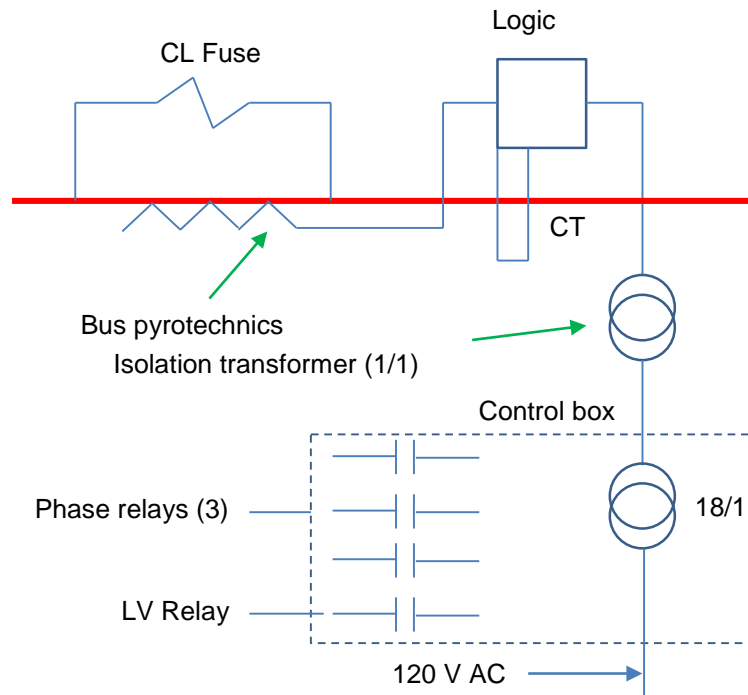 Logic
CL Fuse
CT
Bus pyrotechnics
Isolation transformer (1/1)
Control box
Phase relays (3)
18/1
LV Relay
120 V AC